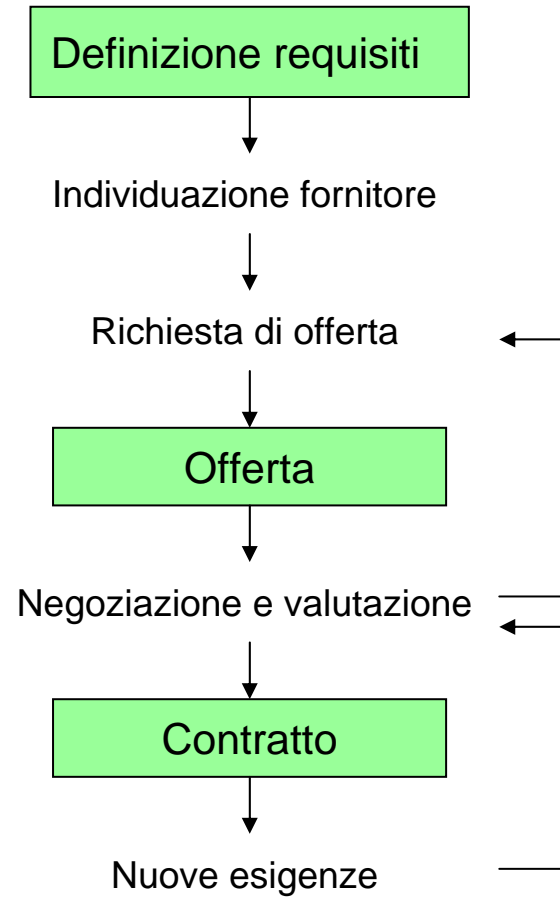 Definizione requisiti
Individuazione fornitore
Richiesta di offerta
Offerta
Negoziazione e valutazione
Contratto
Nuove esigenze